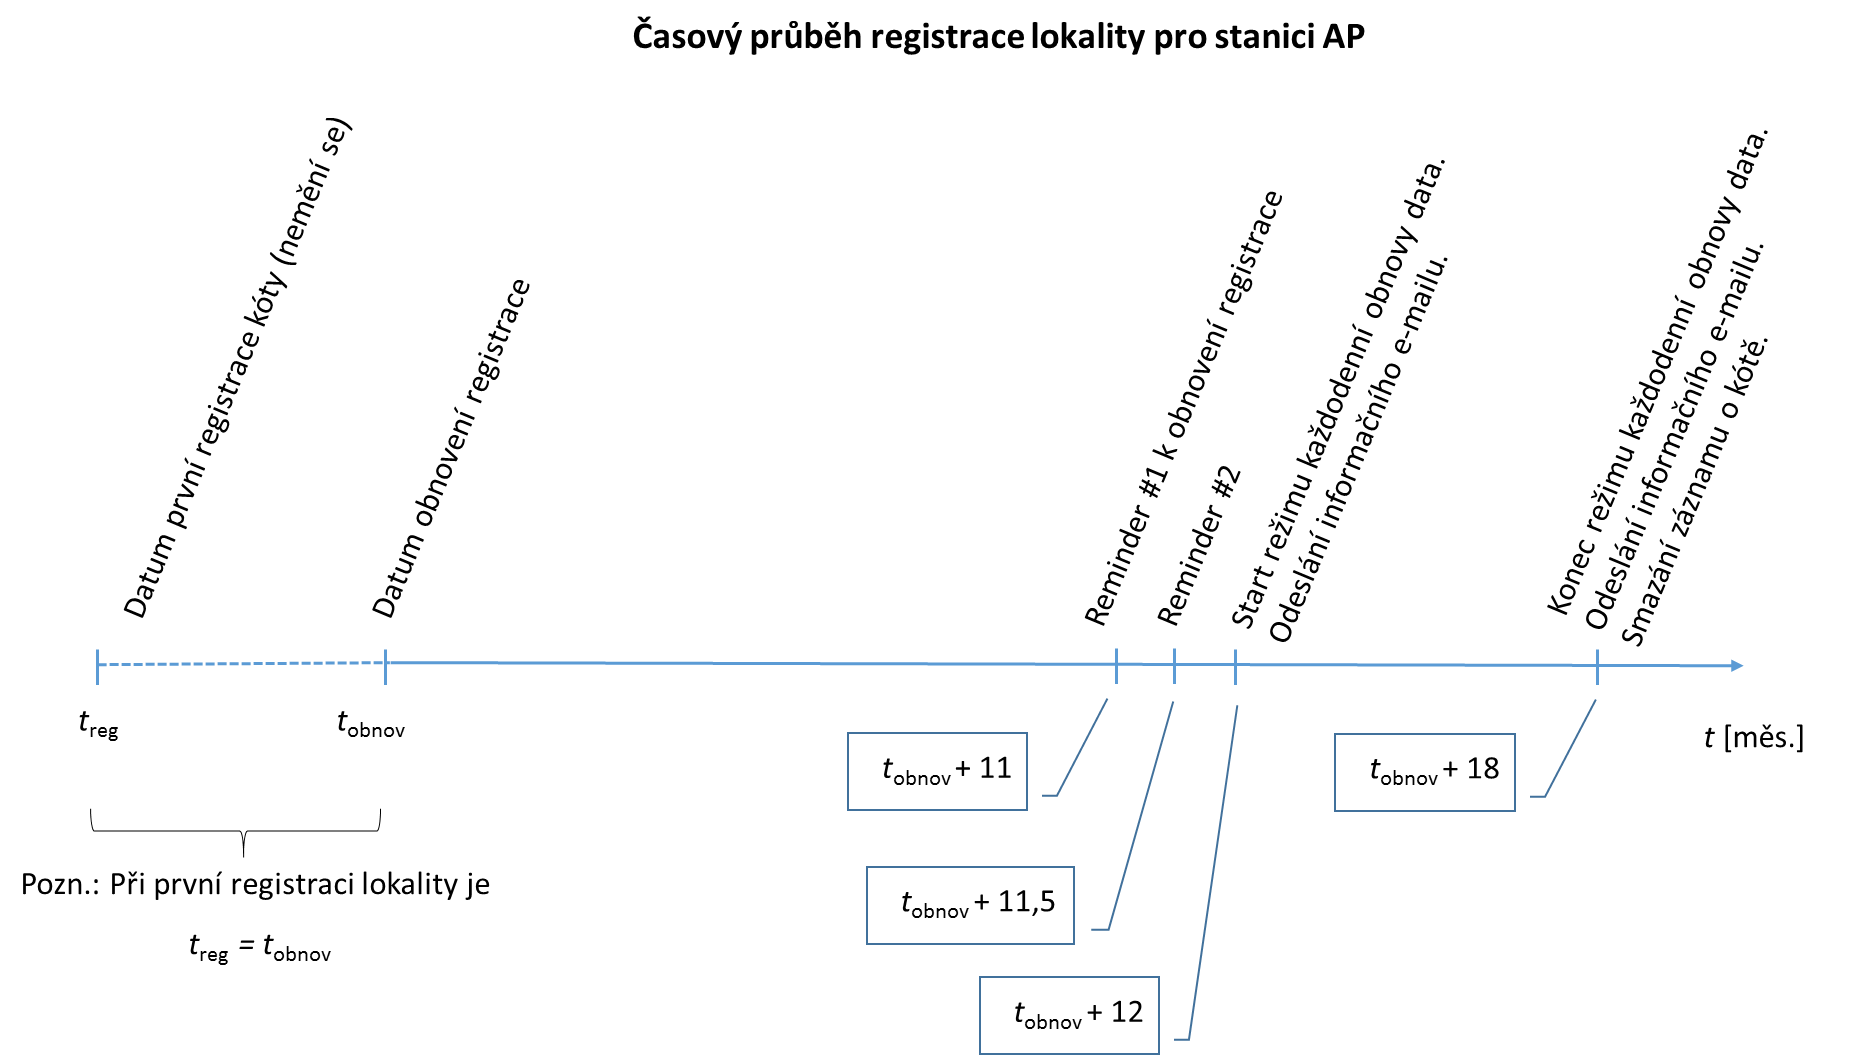 Časový průběh registrace lokality pro stanici AP
Datum první registrace kóty (nemění se)
Datum obnovení registrace
Reminder #1 k obnovení registrace
Reminder #2
Start režimu každodenní obnovy data.
Odeslání informačního e-mailu.
Konec režimu každodenní obnovy data.
Odeslání informačního e-mailu.
Smazání záznamu o kótě.
treg
tobnov
t [měs.]
tobnov + 11
tobnov + 18
Pozn.: Při první registraci lokality je
treg = tobnov
tobnov + 11,5
tobnov + 12